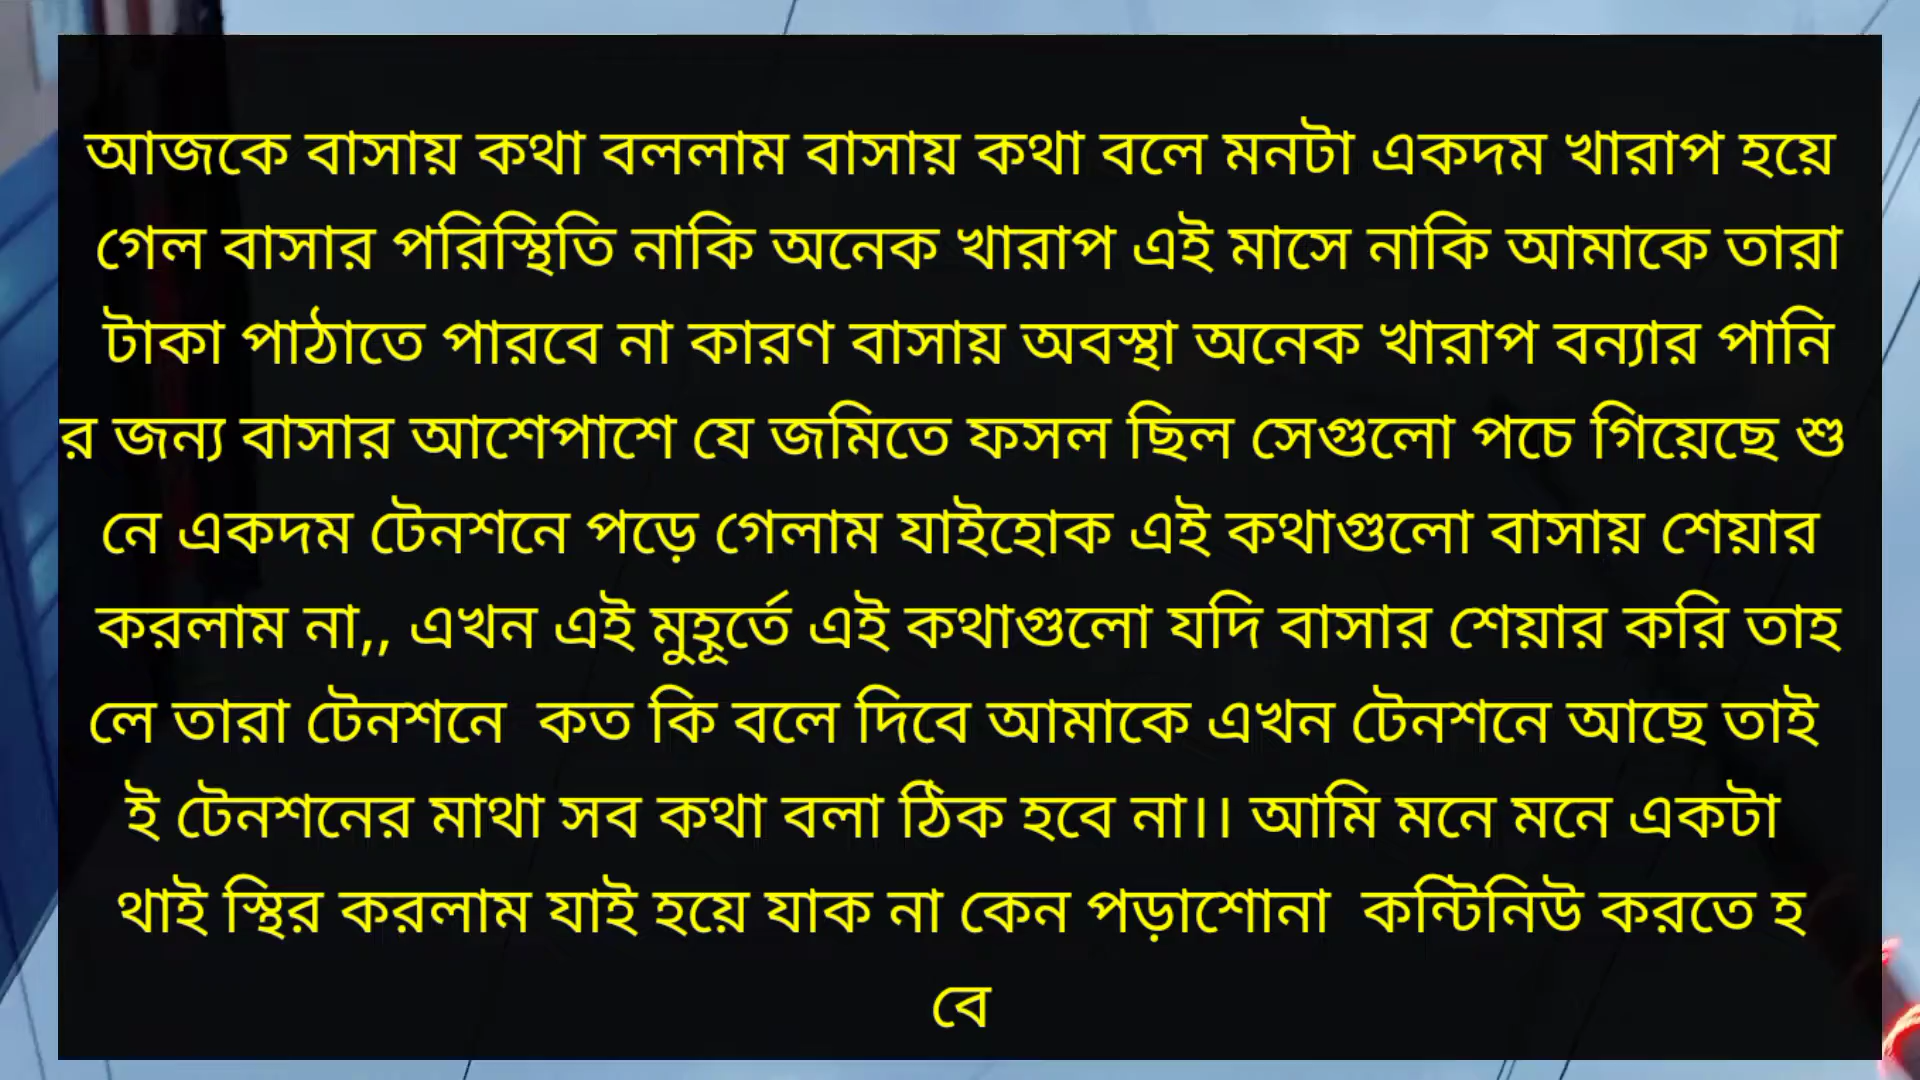 আজকে বাসায় কথা বললাম বাসায় কথা বলে মনটা একদম খারাপ হয়ে
গেল বাসার পরিস্থিতি নাকি অনেক খারাপ এই মাসে নাকি আমাকে তারা
টাকা পাঠাতে পারবে না কারণ বাসায় অবস্থা অনেক খারাপ বন্যার পানি
র জন্য বাসার আশেপাশে যে জমিতে ফসল ছিল সেগুলো পচে গিয়েছে শু
নে একদম টেনশনে পড়ে গেলাম যাইহোক এই কথাগুলো বাসায় শেয়ার
করলাম না,, এখন এই মুহূর্তে এই কথাগুলো যদি বাসার শেয়ার করি তাহ
লে তারা টেনশনে  কত কি বলে দিবে আমাকে এখন টেনশনে আছে তাই
ই টেনশনের মাথা সব কথা বলা ঠিক হবে না।। আমি মনে মনে একটা
থাই স্থির করলাম যাই হয়ে যাক না কেন পড়াশোনা  কন্টিনিউ করতে হ
বে